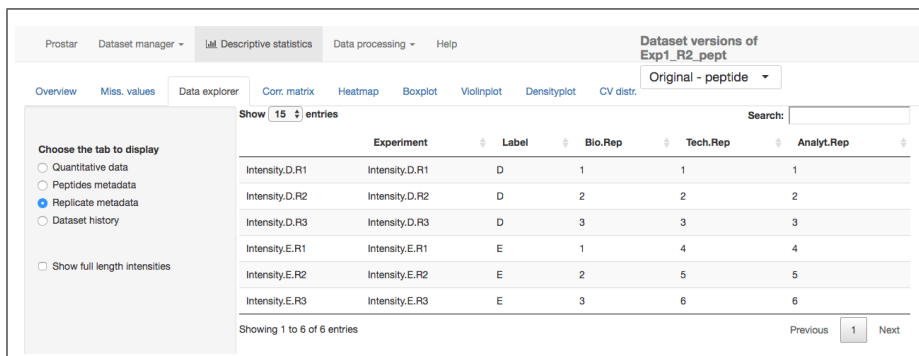 Prostar Dataset manager Descriptive statistics Data processing Help
Dataset versions of
Exp1_R2_pept
Original - peptide
Overview Miss. values Data explorer Corr. matrix Heatmap Boxplot Violinplot Densityplot CV distr.
Choose the tab to display
Quantitative data
Peptides metadata
Replicate metadata
Dataset history
Show full length intensities
Show 15 entries
Search:
Experiment Label Bio.Rep Tech.Rep Analyt.Rep
Intensity.D.R1 Intensity.D.R1 D 1 1 1
Intensity.D.R2 Intensity.D.R2 D 2 2 2
Intensity.D.R3 Intensity.D.R3 D 3 3 3
Intensity.E.R1 Intensity.E.R1 E 1 4 4
Intensity.E.R2 Intensity.E.R2 E 2 5 5
Intensity.E.R3 Intensity.E.R3 E 3 6 6
Showing 1 to 6 of 6 entries
Previous 1 Next